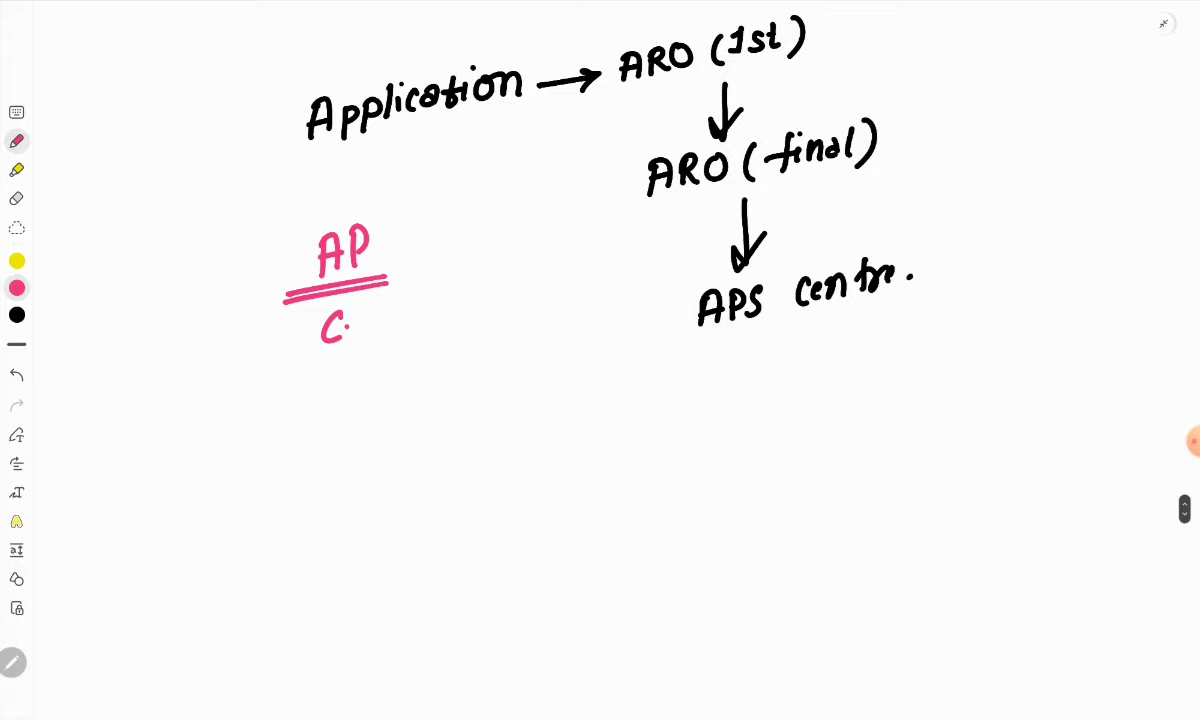 Application → ARO (1st)
↓
ARO (final)
↓
APS centre.
AP
C.